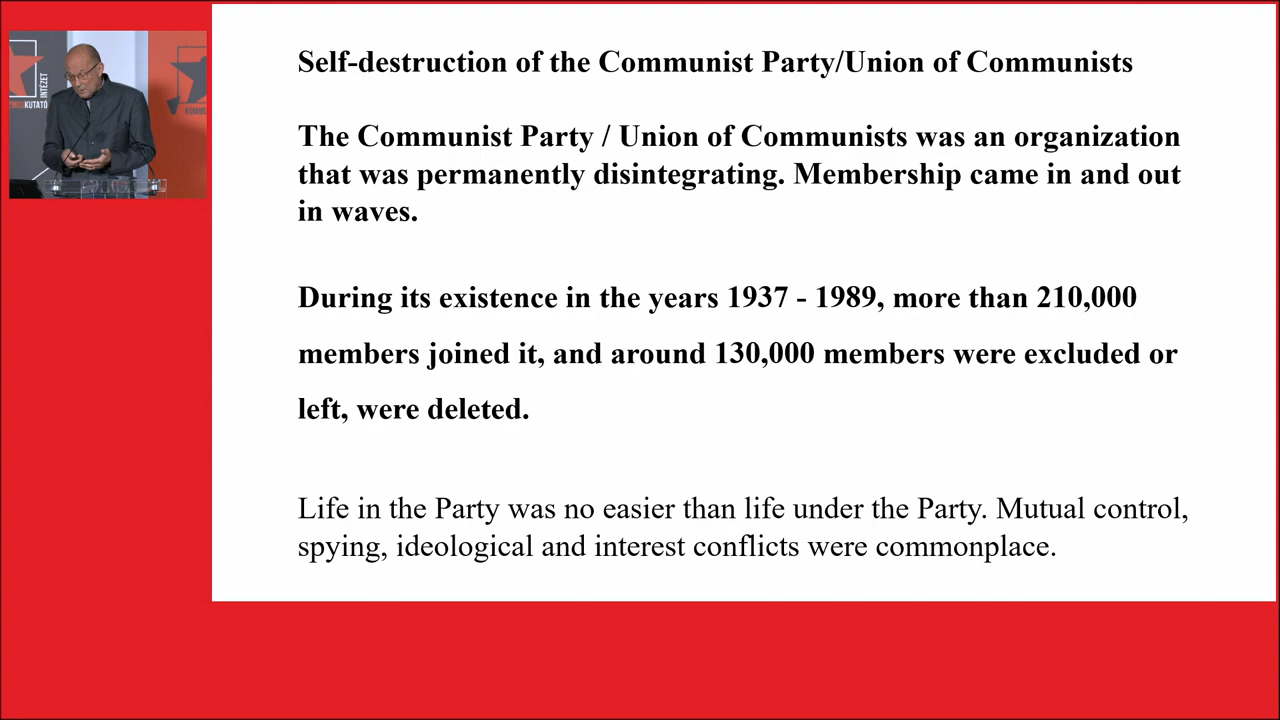 INTÉZET
KUTATÓ
Self-destruction of the Communist Party/Union of Communists
The Communist Party / Union of Communists was an organization
that was permanently disintegrating. Membership came in and out
in waves.
During its existence in the years 1937 - 1989, more than 210,000
members joined it, and around 130,000 members were excluded or
left, were deleted.
Life in the Party was no easier than life under the Party. Mutual control,
spying, ideological and interest conflicts were commonplace.